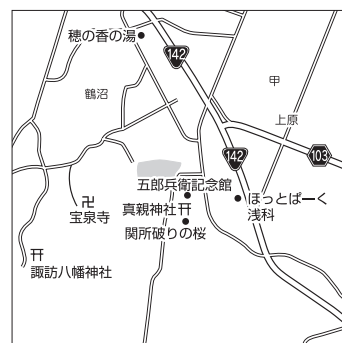 穂の香の湯
142
鶴沼
甲
上原
103
142
五郎兵衛記念館
真親神社
関所破りの桜
ほっとぱーく
浅科
宝泉寺
諏訪八幡神社